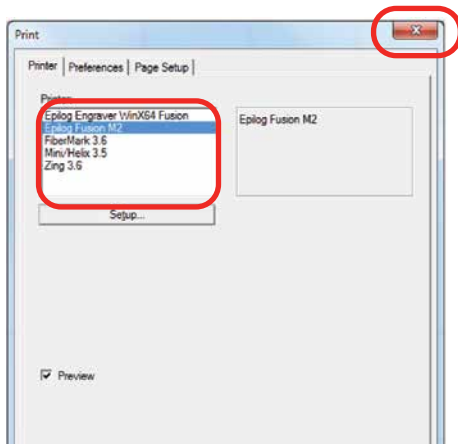 Print
Printer Preferences Page Setup
Printer
Epilog Engraver WinX64 Fusion
Epilog Fusion M2
Epilog Fusion M2
FiberMark 3.6
Mini/Helix 3.5
Zing 3.6
Setup...
Preview